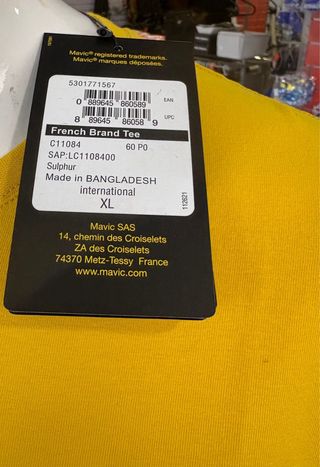 Mavic® registered trademarks.
Mavic® marques déposées.
5301771567
0 889645 860589 EAN
8 89645 86058 9 UPC
French Brand Tee
C11084 60 P0
SAP:LC1108400
Sulphur
Made in BANGLADESH
international
XL
112621
Mavic SAS
14, chemin des Croiselets
ZA des Croiselets
74370 Metz-Tessy France
www.mavic.com